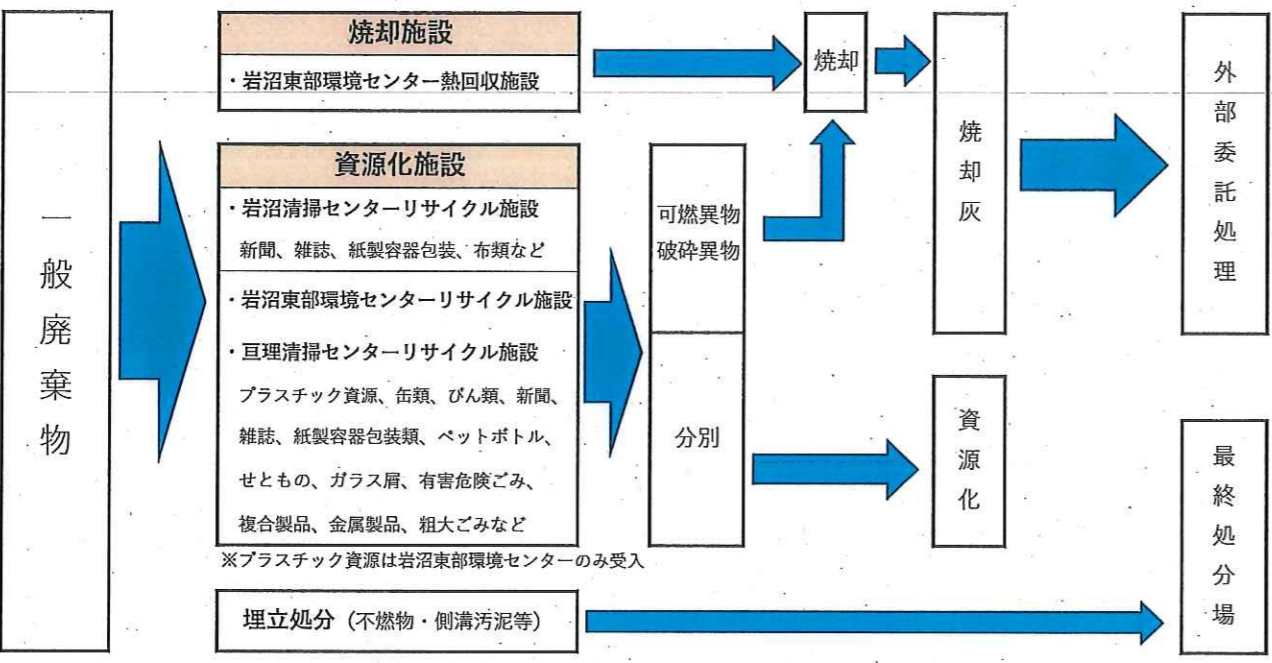 一般廃棄物
焼却施設
・岩沼東部環境センター熱回収施設
資源化施設
・岩沼清掃センターリサイクル施設
新聞、雑誌、紙製容器包装、布類など
・岩沼東部環境センターリサイクル施設
・亘理清掃センターリサイクル施設
プラスチック資源、缶類、びん類、新聞、
雑誌、紙製容器包装類、ペットボトル、
せともの、ガラス屑、有害危険ごみ、
複合製品、金属製品、粗大ごみなど
※プラスチック資源は岩沼東部環境センターのみ受入
埋立処分（不燃物・側溝汚泥等）
可燃異物
破砕異物
分別
焼却
焼却灰
資源化
外部委託処理
最終処分場